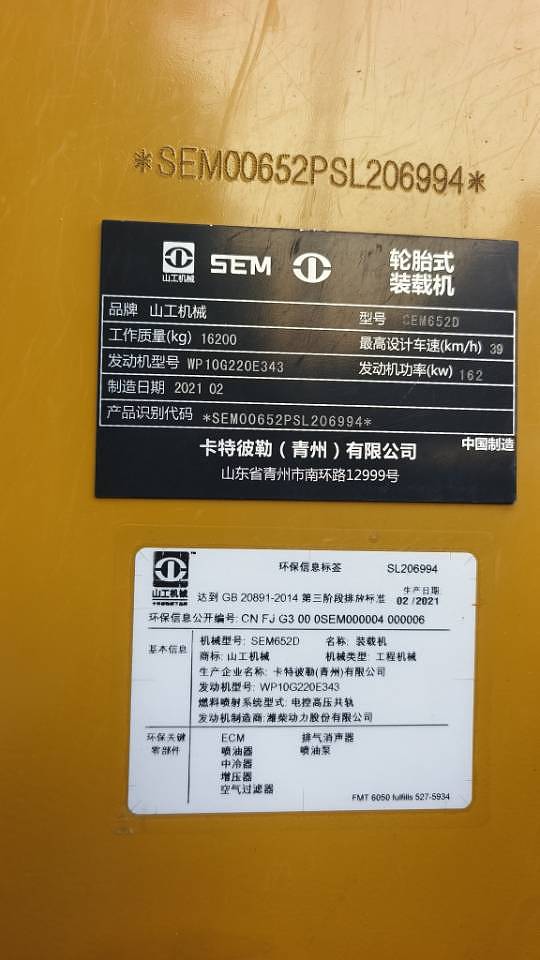 *SEM00652PSL206994*
山工机械 SEM
轮胎式
装载机
品牌 山工机械 型号 SEM652D
工作质量(kg) 16200 最高设计车速(km/h) 39
发动机型号 WP10G220E343 发动机功率(kw) 162
制造日期 2021 02
产品识别代码 *SEM00652PSL206994*
卡特彼勒（青州）有限公司 中国制造
山东省青州市南环路12999号
山工机械
环保信息标签 SL206994
达到 GB 20891-2014 第三阶段排放标准
生产日期
02 /2021
环保信息公开编号: CN FJ G3 00 0SEM000004 000006
基本信息
机械型号: SEM652D 名称: 装载机
商标: 山工机械 机械类型: 工程机械
生产企业名称: 卡特彼勒(青州)有限公司
发动机型号: WP10G220E343
燃料喷射系统型式: 电控高压共轨
发动机制造商: 潍柴动力股份有限公司
环保关键
零部件
ECM 排气消声器
喷油器 喷油泵
中冷器
增压器
空气过滤器
FMT 6050 fulfills 527-5934